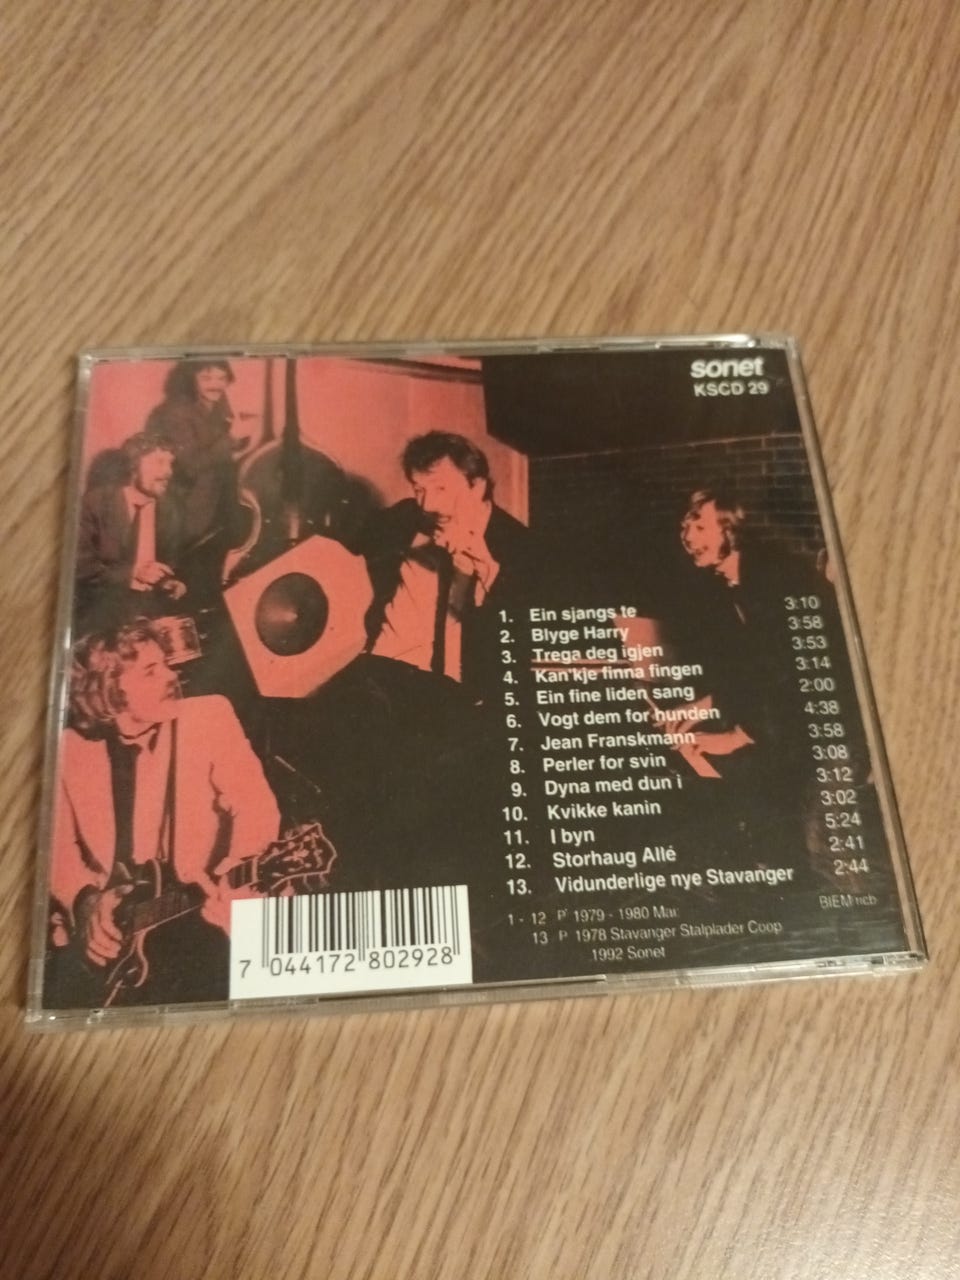 sonet
KSCD 29
1. Ein sjangs te 3:10
2. Blyge Harry 3:58
3. Trega deg igjen 3:53
4. Kan'kje finna fingen 3:14
5. Ein fine liden sang 2:00
6. Vogt dem for hunden 4:38
7. Jean Franskmann 3:58
8. Perler for svin 3:08
9. Dyna med dun i 3:12
10. Kvikke kanin 3:02
11. I byn 5:24
12. Storhaug Allé 2:41
13. Vidunderlige nye Stavanger 2:44
1 - 12 P 1979 - 1980 Mai
13 P 1978 Stavanger Stalplader Coop
1992 Sonet
BIEM ncb
7 044172 802928